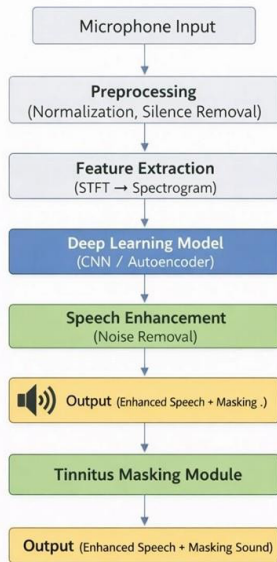 Microphone Input
Preprocessing
(Normalization, Silence Removal)
Feature Extraction
(STFT → Spectrogram)
Deep Learning Model
(CNN / Autoencoder)
Speech Enhancement
(Noise Removal)
Output (Enhanced Speech + Masking .)
Tinnitus Masking Module
Output (Enhanced Speech + Masking Sound)